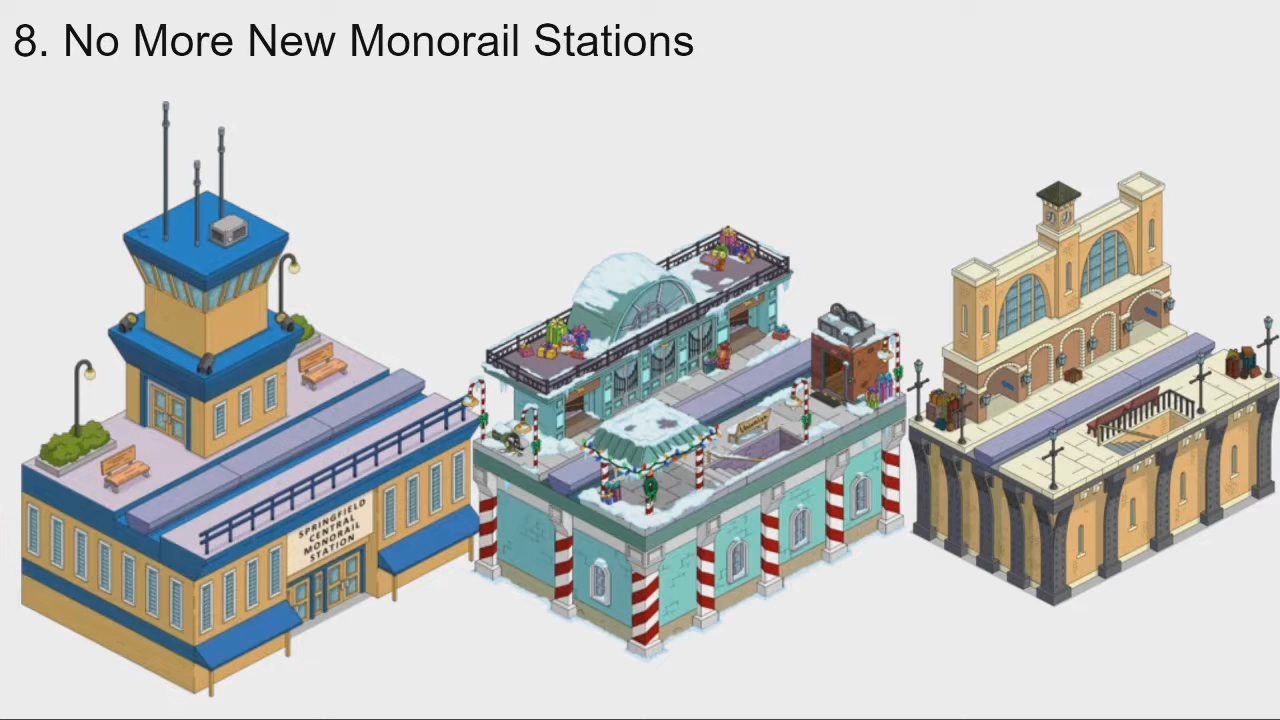 8. No More New Monorail Stations
SPRINGFIELD
CENTRAL
MONORAIL
STATION